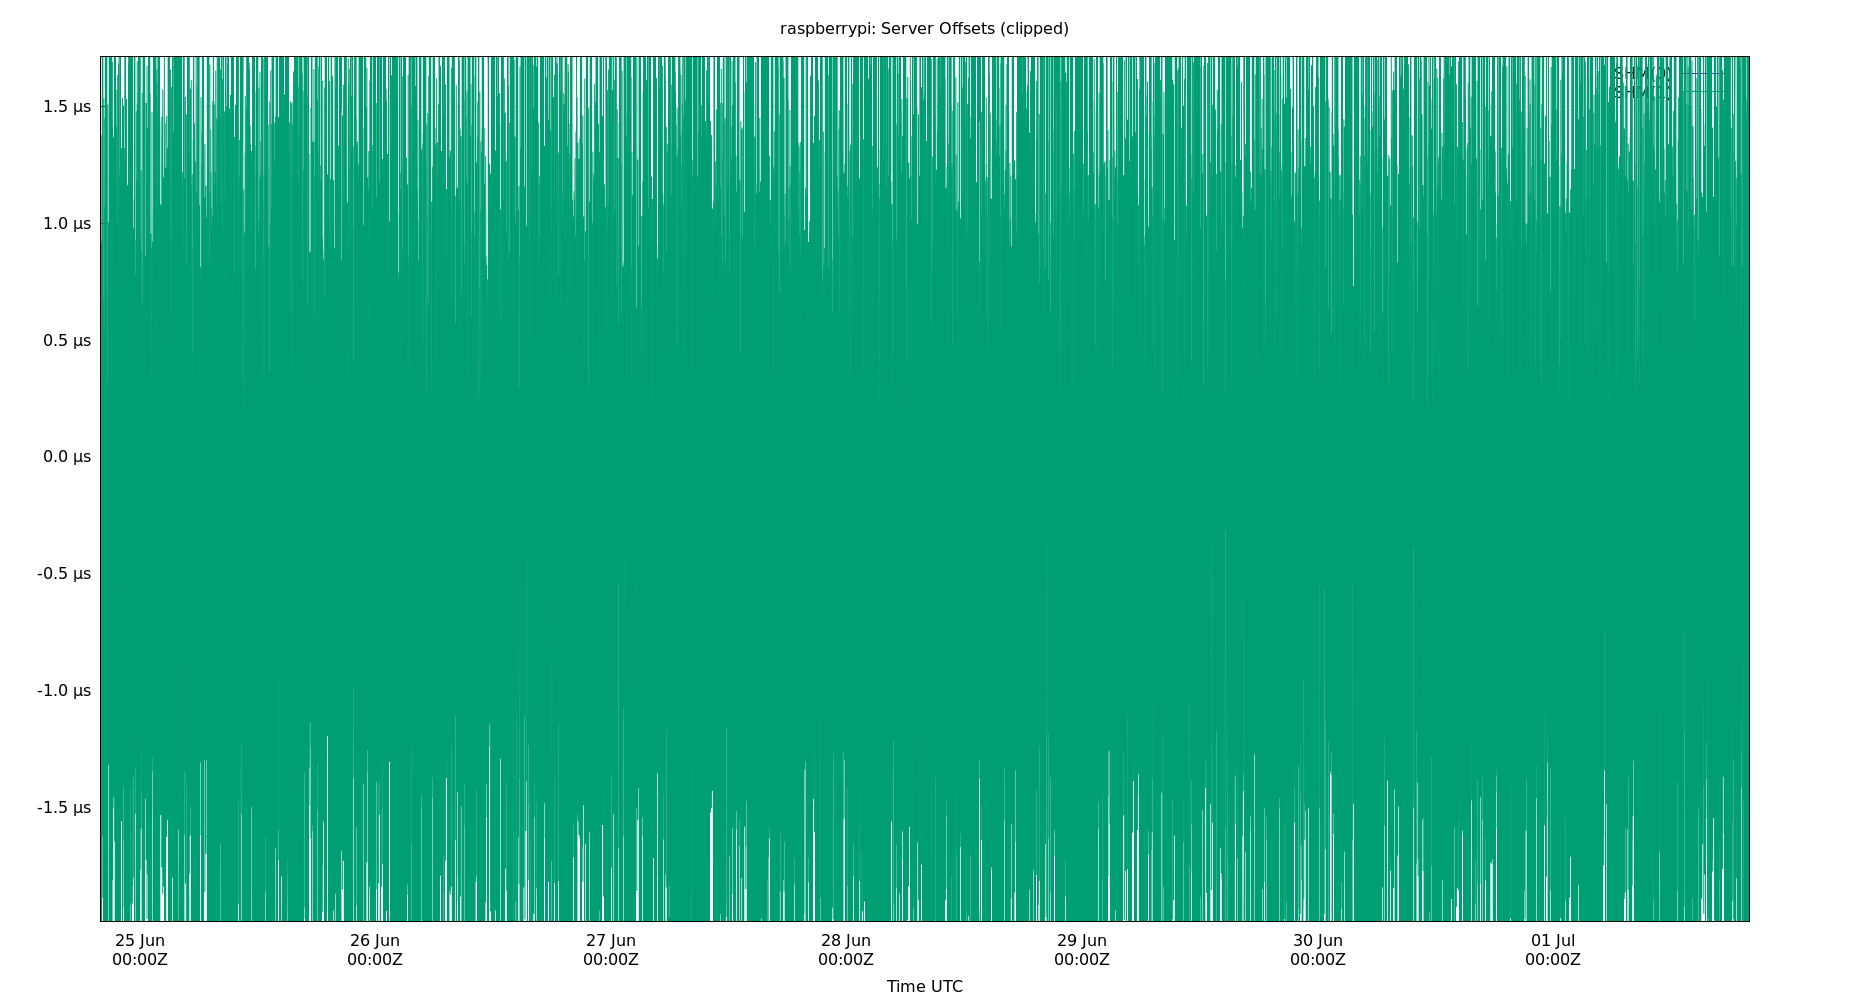 raspberrypi: Server Offsets (clipped)
SHM(0)
1.5 µs
1.0 µs
0.5 µs
0.0 µs
-0.5 µs
-1.0 µs
-1.5 µs
25 Jun 26 Jun 27 Jun 28 Jun 29 Jun 30 Jun 01 Jul
00:00Z 00:00Z 00:00Z 00:00Z 00:00Z 00:00Z 00:00Z
Time UTC